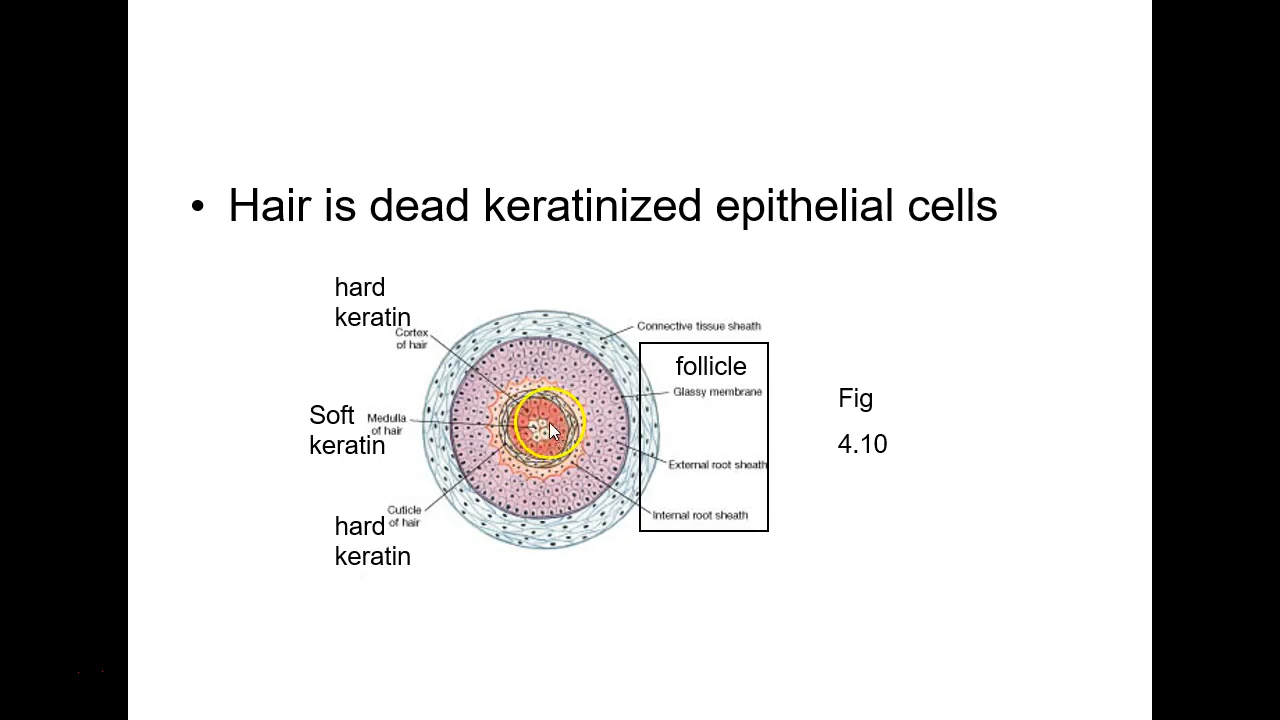 • Hair is dead keratinized epithelial cells
hard
keratin
Cortex
of hair
Connective tissue sheath
follicle
Glassy membrane
Soft
keratin
Medulla
of hair
External root sheath
Cuticle
of hair
Internal root sheath
hard
keratin
Fig
4.10